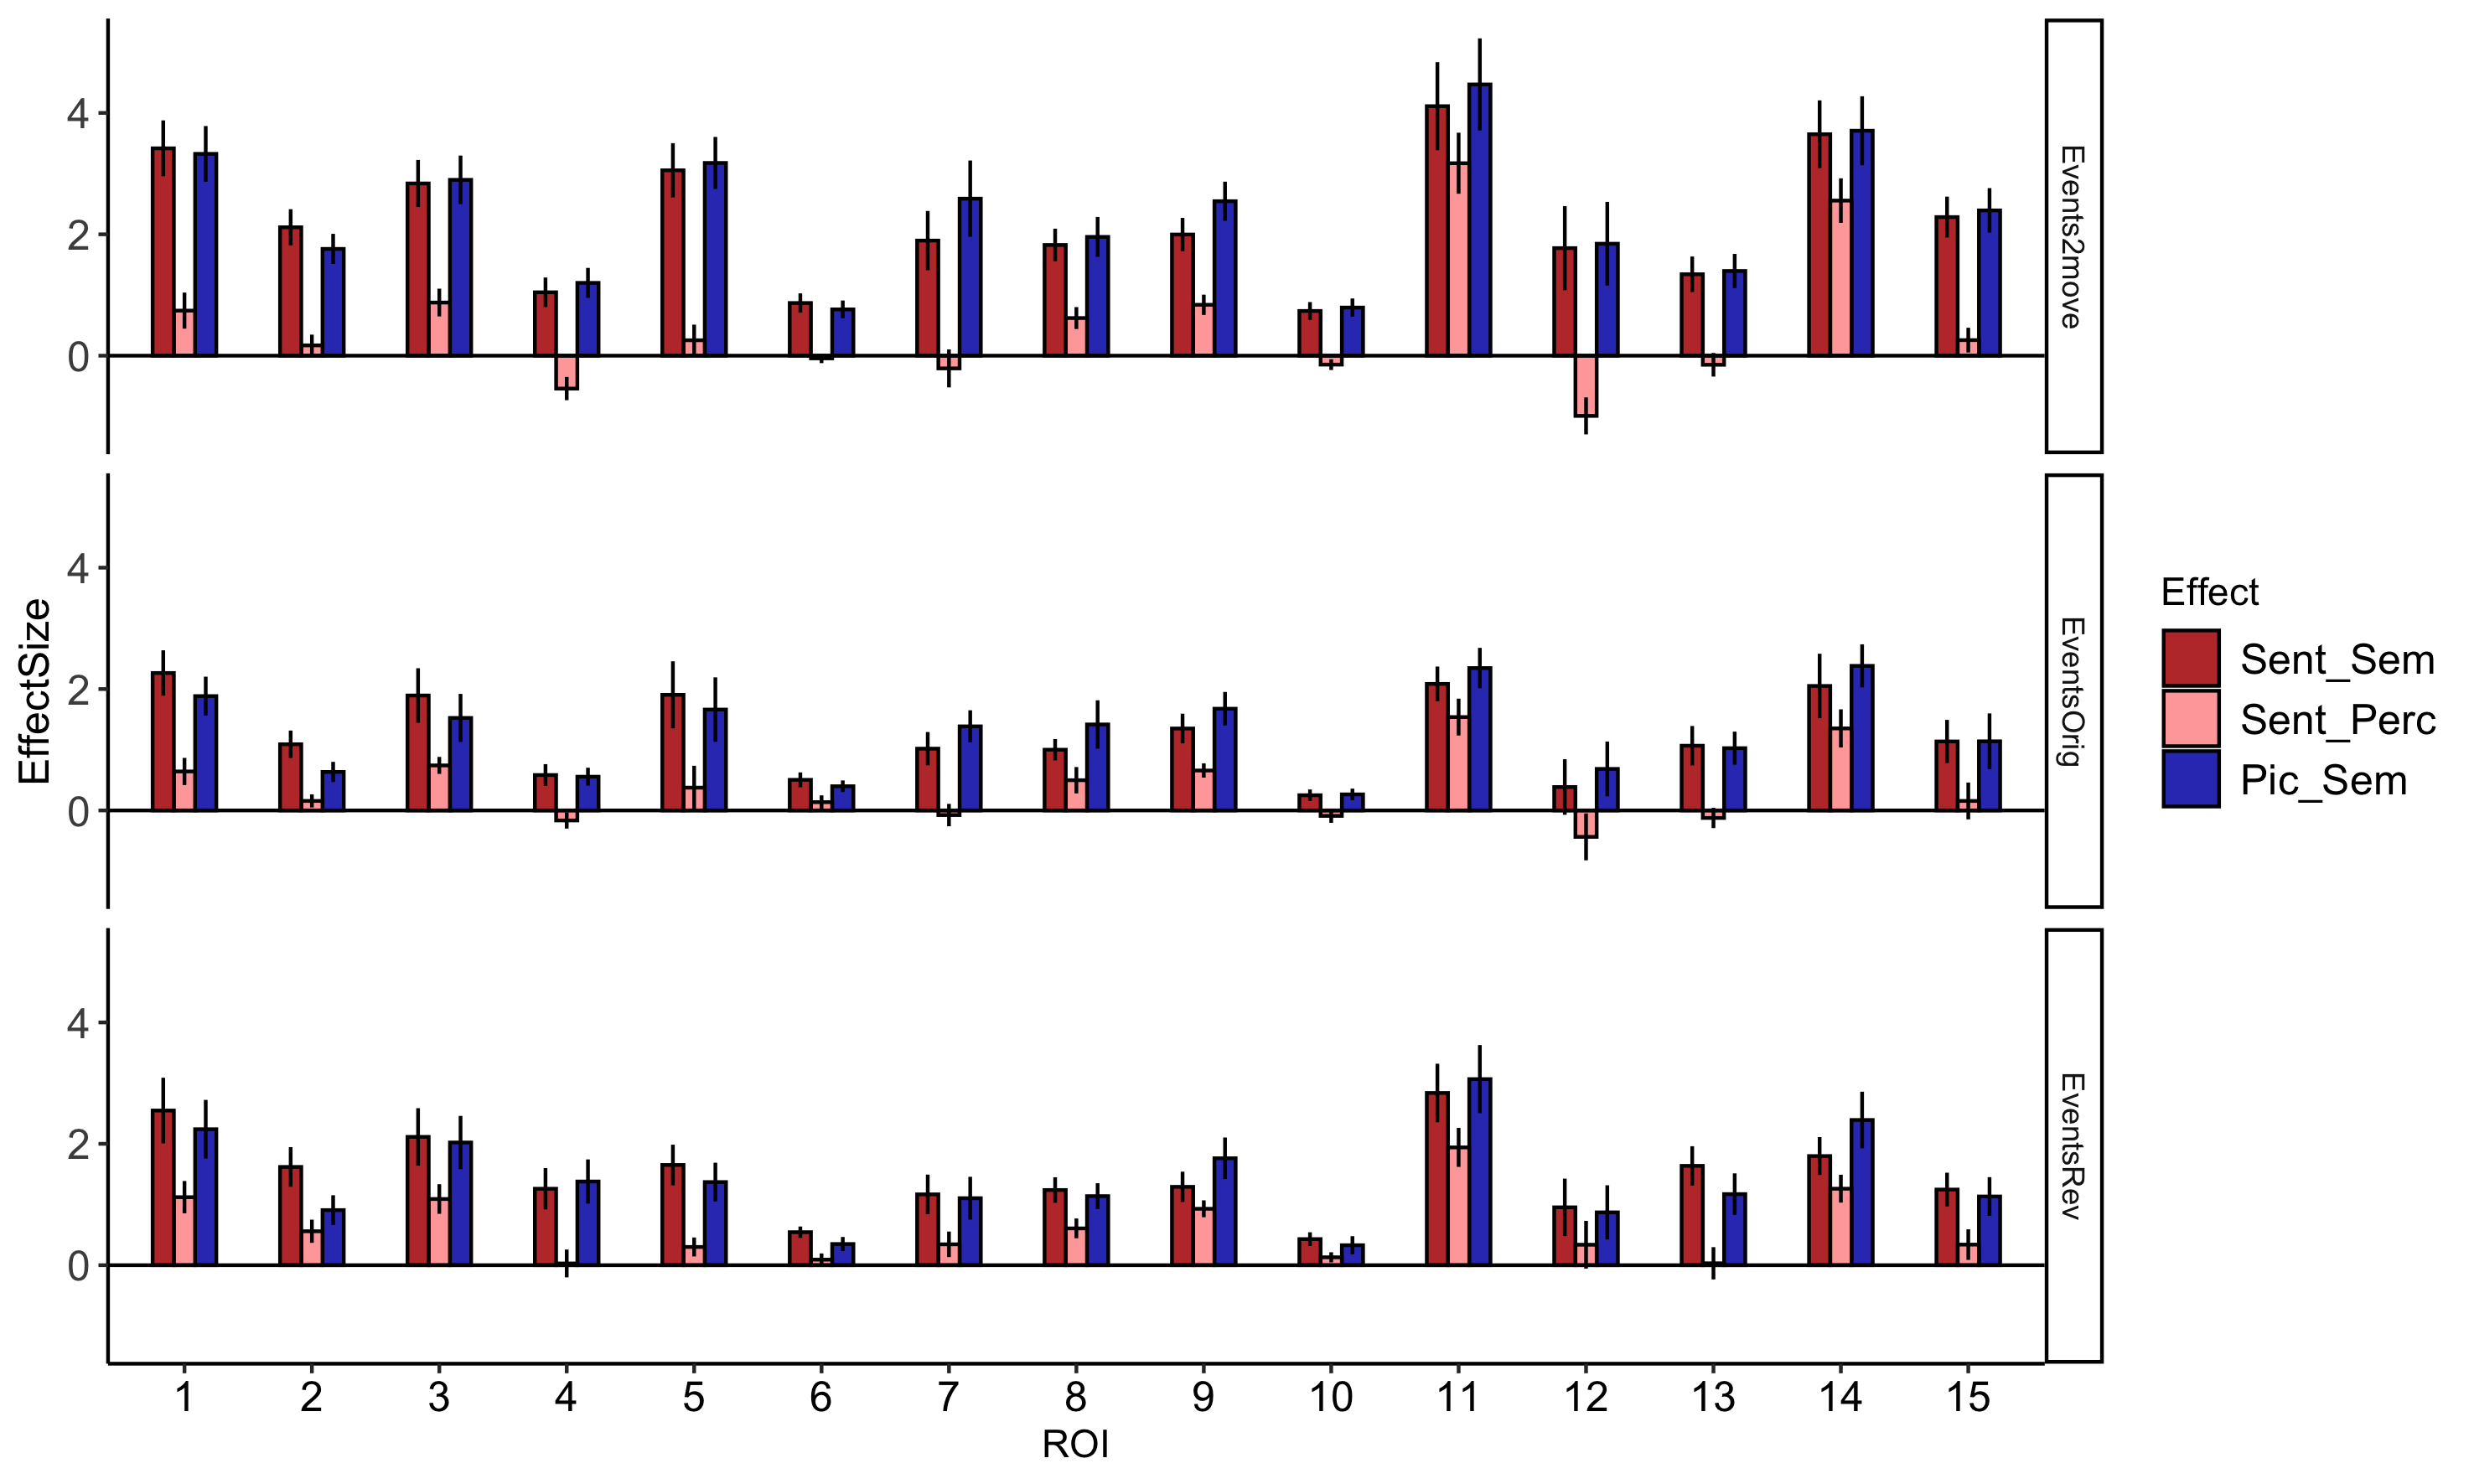 4
2
0
Events2move
4
2
0
EventsOrig
4
2
0
EventsRev
EffectSize
1 2 3 4 5 6 7 8 9 10 11 12 13 14 15
ROI
Effect
Sent_Sem
Sent_Perc
Pic_Sem